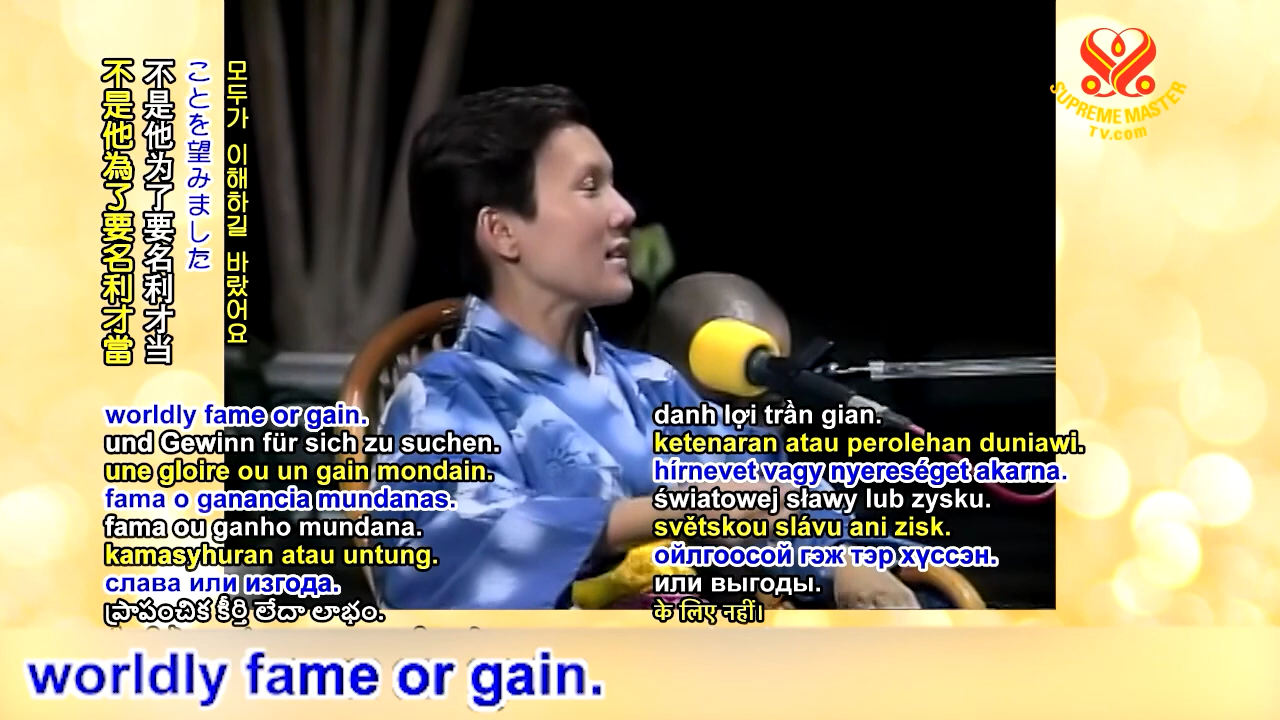 모두가 이해하길 바랐어요
ことを望みました
不是他为了要名利才当
不是他為了要名利才當
SUPREME MASTER
TV.com
worldly fame or gain.
und Gewinn für sich zu suchen.
une gloire ou un gain mondain.
fama o ganancia mundanas.
fama ou ganho mundana.
kamasyhuran atau untung.
слава или изгода.
ప్రాపంచిక కీర్తి లేదా లాభం.
danh lợi trần gian.
ketenaran atau perolehan duniawi.
hírnevet vagy nyereséget akarna.
światowej sławy lub zysku.
světskou slávu ani zisk.
ойлгоосой гэж тэр хүссэн.
или выгоды.
के लिए नहीं।
worldly fame or gain.